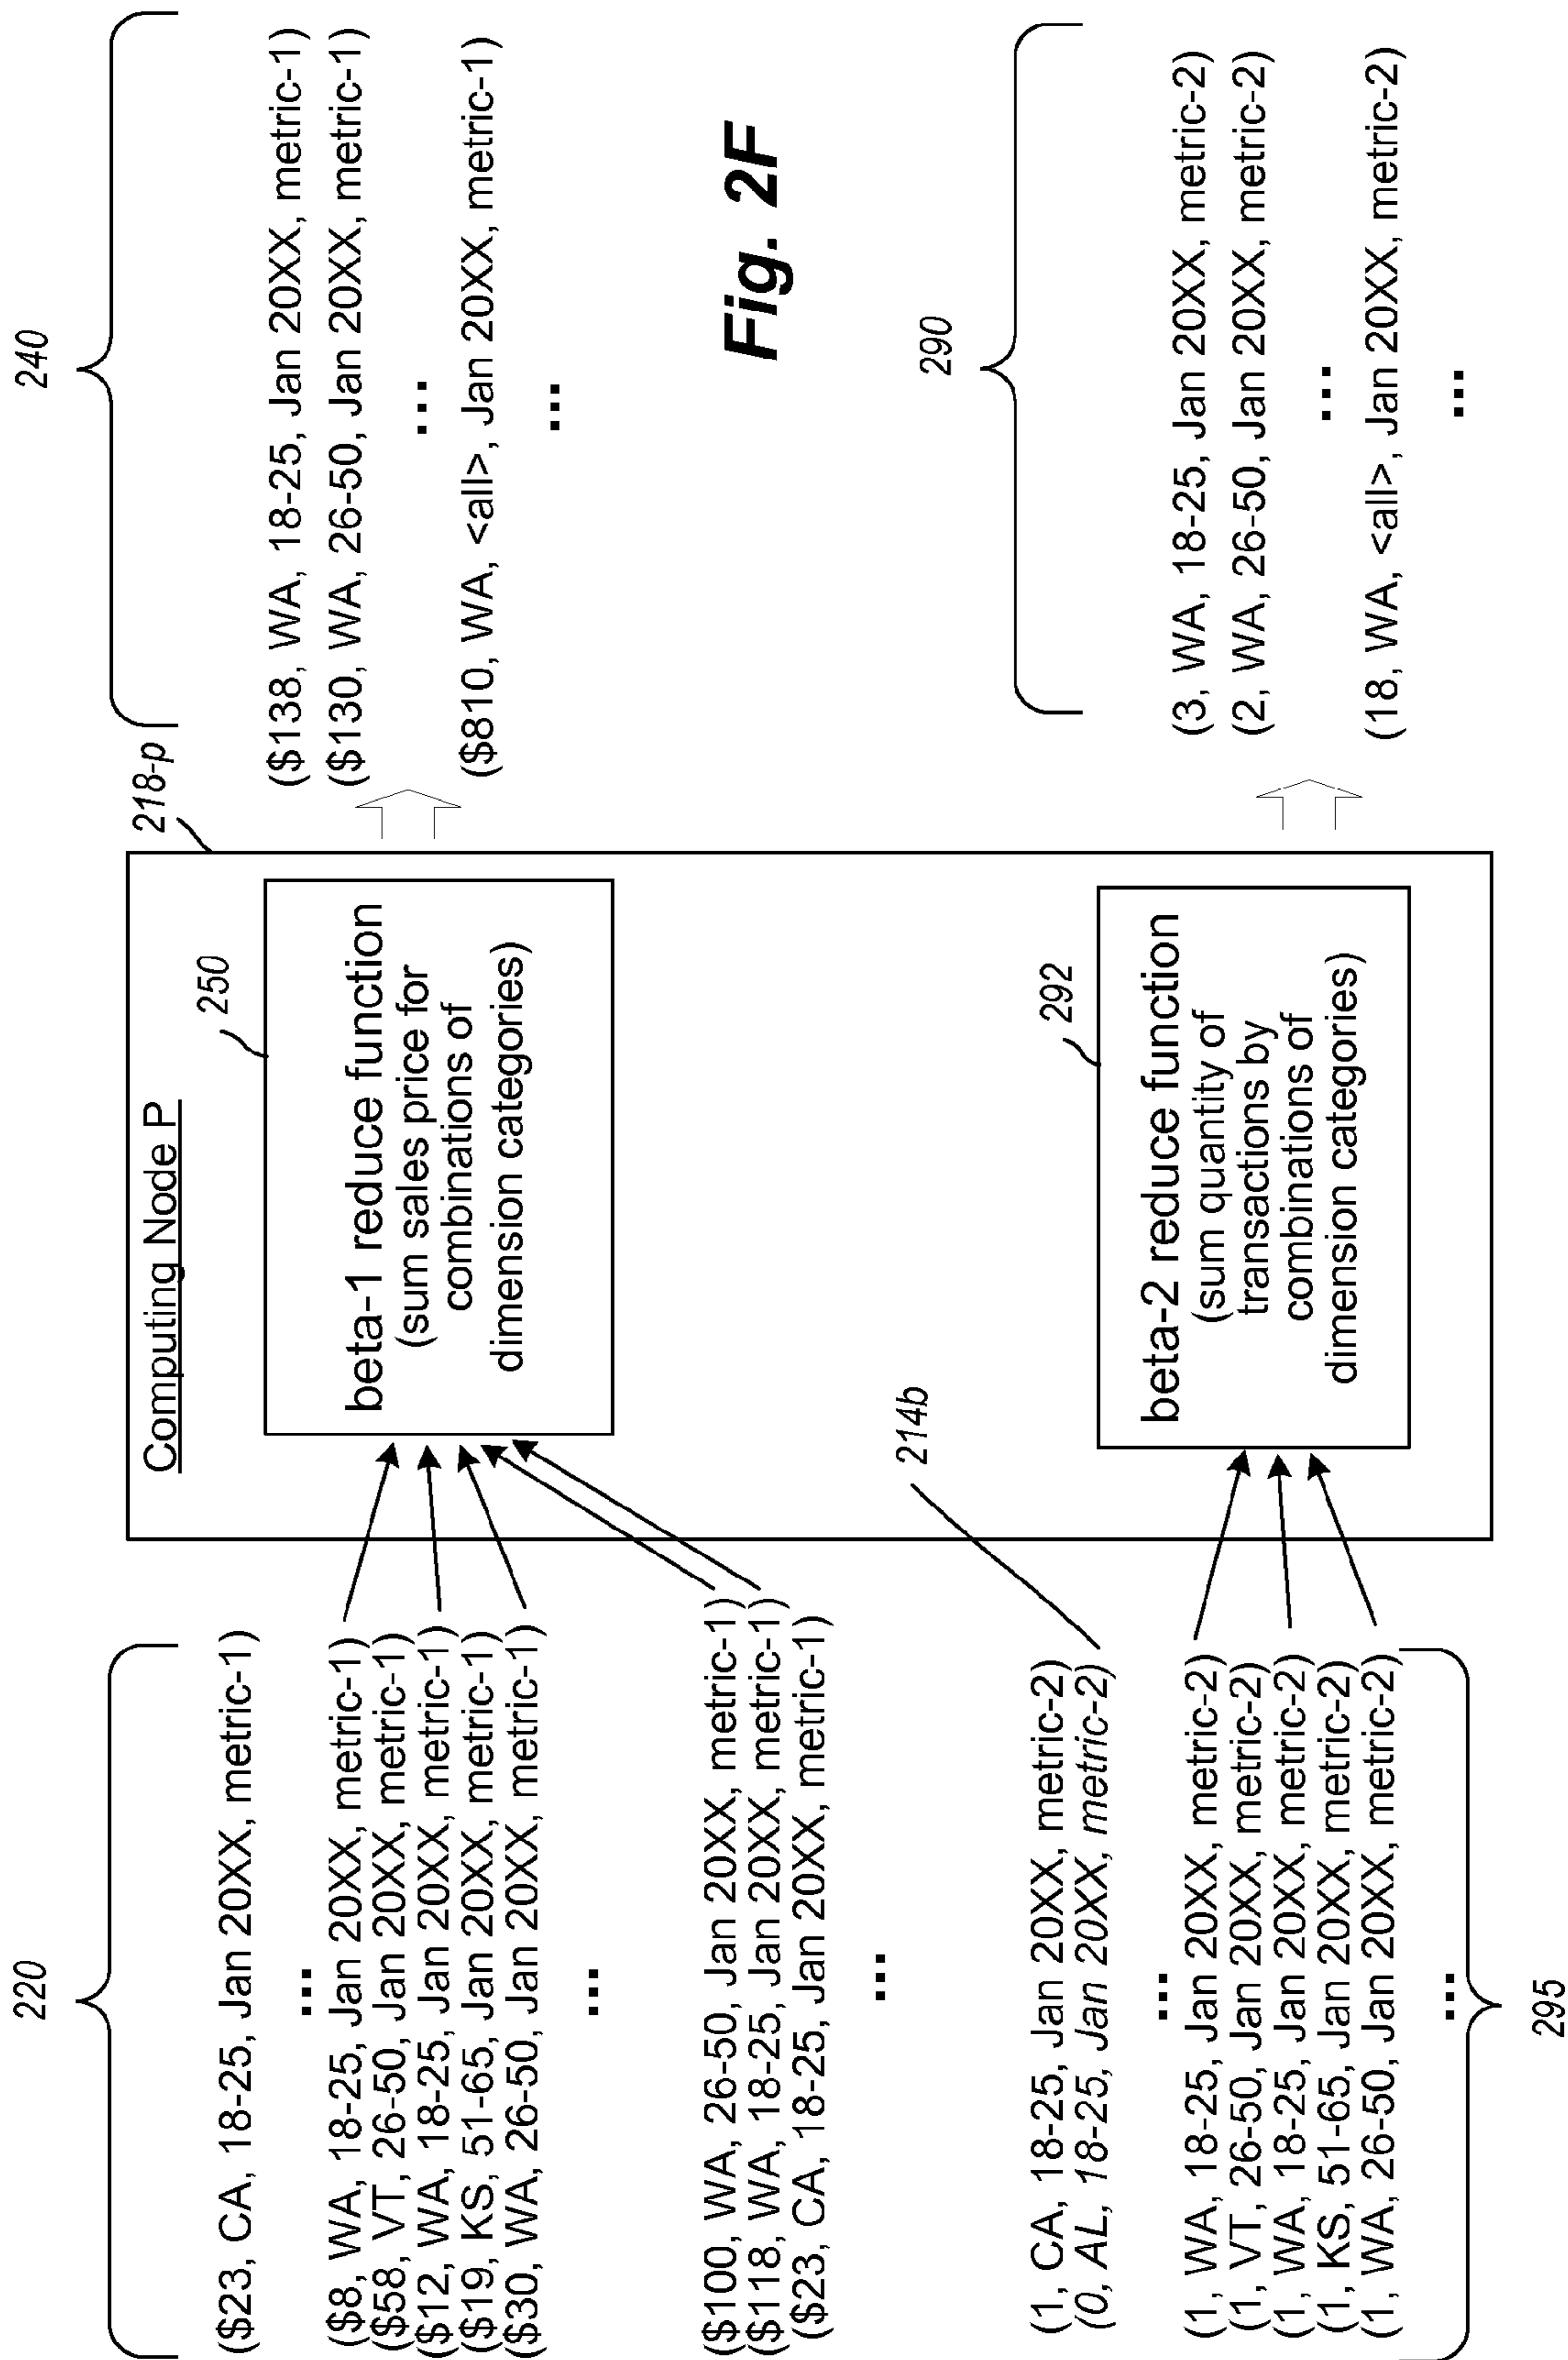 220
($23, CA, 18-25, Jan 20XX, metric-1)
...
($8, WA, 18-25, Jan 20XX, metric-1)
($58, VT, 26-50, Jan 20XX, metric-1)
($12, WA, 18-25, Jan 20XX, metric-1)
($19, KS, 51-65, Jan 20XX, metric-1)
($30, WA, 26-50, Jan 20XX, metric-1)
...
($100, WA, 26-50, Jan 20XX, metric-1)
($118, WA, 18-25, Jan 20XX, metric-1)
($23, CA, 18-25, Jan 20XX, metric-1)
...
(1, CA, 18-25, Jan 20XX, metric-2)
(0, AL, 18-25, Jan 20XX, metric-2)
...
(1, WA, 18-25, Jan 20XX, metric-2)
(1, VT, 26-50, Jan 20XX, metric-2)
(1, WA, 18-25, Jan 20XX, metric-2)
(1, KS, 51-65, Jan 20XX, metric-2)
(1, WA, 26-50, Jan 20XX, metric-2)
...
295
Computing Node P
218-p
250
beta-1 reduce function
(sum sales price for
combinations of
dimension categories)
214b
292
beta-2 reduce function
(sum quantity of
transactions by
combinations of
dimension categories)
240
($138, WA, 18-25, Jan 20XX, metric-1)
($130, WA, 26-50, Jan 20XX, metric-1)
...
($810, WA, <all>, Jan 20XX, metric-1)
...
Fig. 2F
290
(3, WA, 18-25, Jan 20XX, metric-2)
(2, WA, 26-50, Jan 20XX, metric-2)
...
(18, WA, <all>, Jan 20XX, metric-2)
...